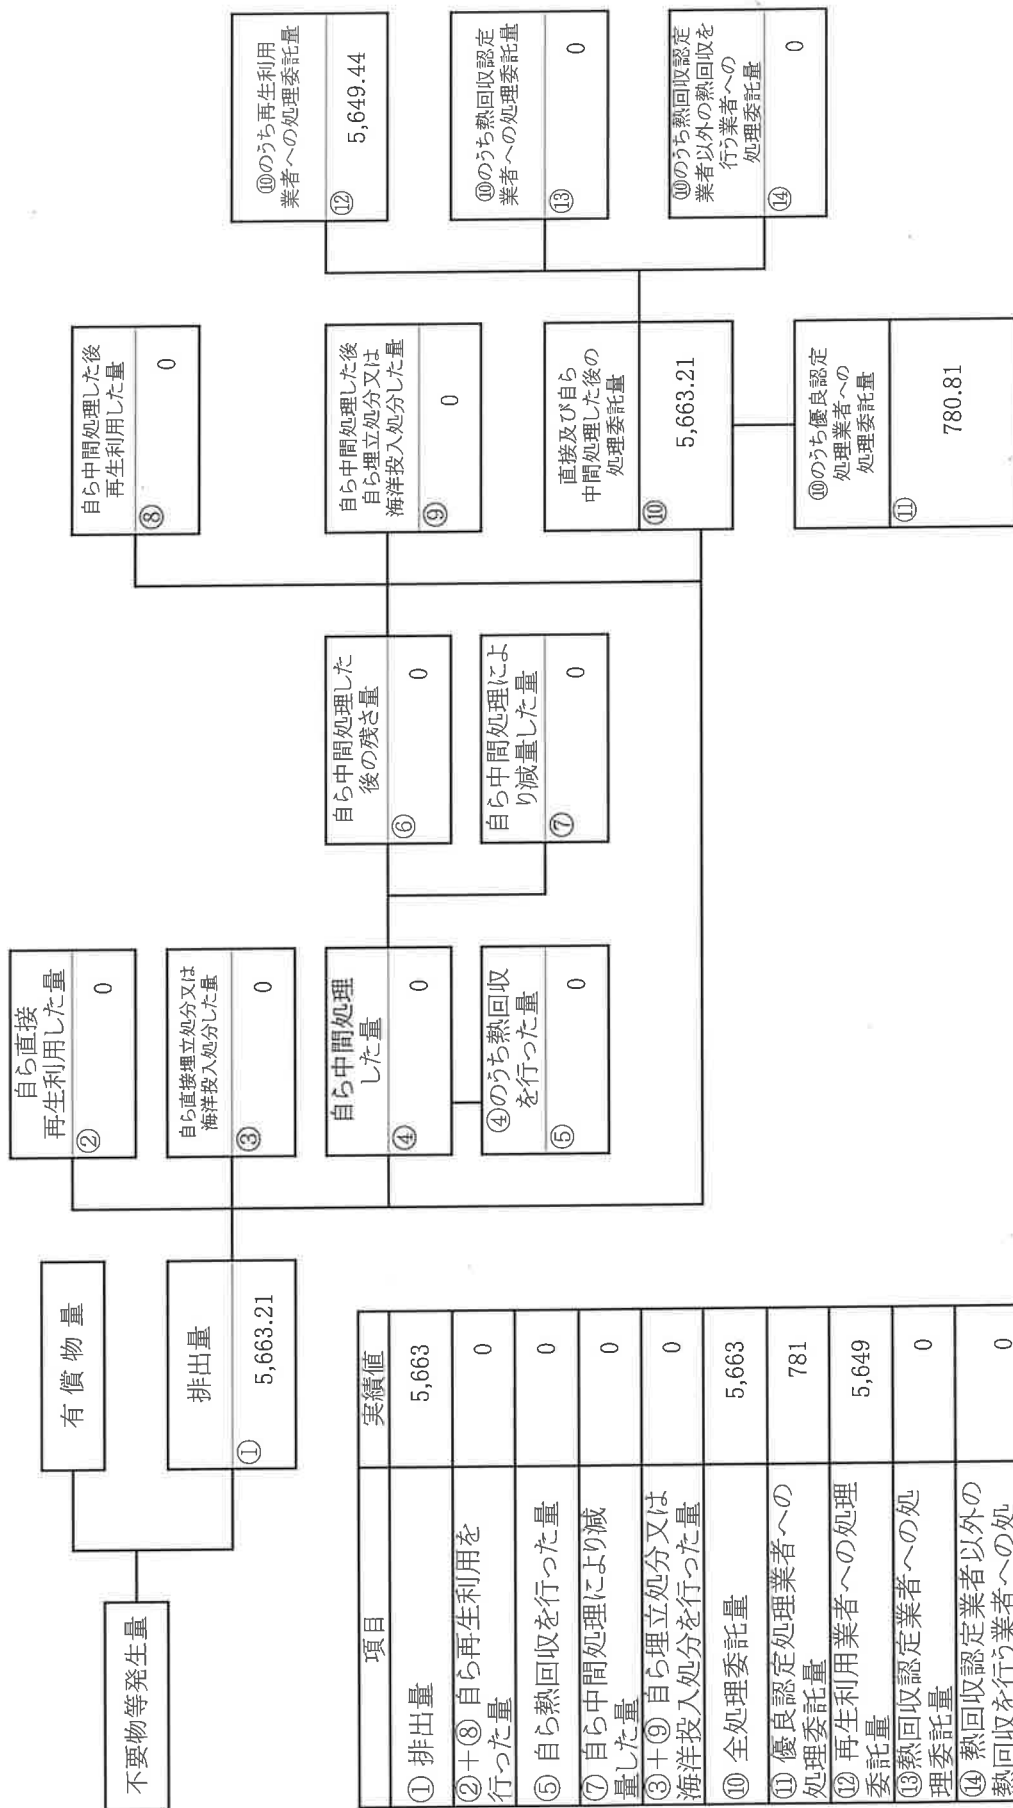 不要物等発生量
有償物量
排出量
①
5,663.21
自ら直接
再生利用した量
②
0
自ら直接埋立処分又は
海洋投入処分した量
③
0
自ら中間処理
した量
④
0
④のうち熱回収
を行った量
⑤
0
自ら中間処理した
後の残さ量
⑥
0
自ら中間処理によ
り減量した量
⑦
0
自ら中間処理した後
再生利用した量
⑧
0
自ら中間処理した後
自ら埋立処分又は
海洋投入処分した量
⑨
0
直接及び自ら
中間処理した後の
処理委託量
⑩
5,663.21
⑩のうち優良認定
処理業者への
処理委託量
⑪
780.81
⑩のうち再生利用
業者への処理委託量
⑫
5,649.44
⑩のうち熱回収認定
業者への処理委託量
⑬
0
⑩のうち熱回収認定
業者以外の熱回収を
行う業者への
処理委託量
⑭
0
項目 実績値
① 排出量 5,663
②+⑧ 自ら再生利用を
行った量 0
⑤ 自ら熱回収を行った量 0
⑦ 自ら中間処理により減
量した量 0
③+⑨ 自ら埋立処分又は
海洋投入処分を行った量 0
⑩ 全処理委託量 5,663
⑪ 優良認定処理業者への
処理委託量 781
⑫ 再生利用業者への処理
委託量 5,649
⑬熱回収認定業者への処
理委託量 0
⑭ 熱回収認定業者以外の
熱回収を行う業者への処 0